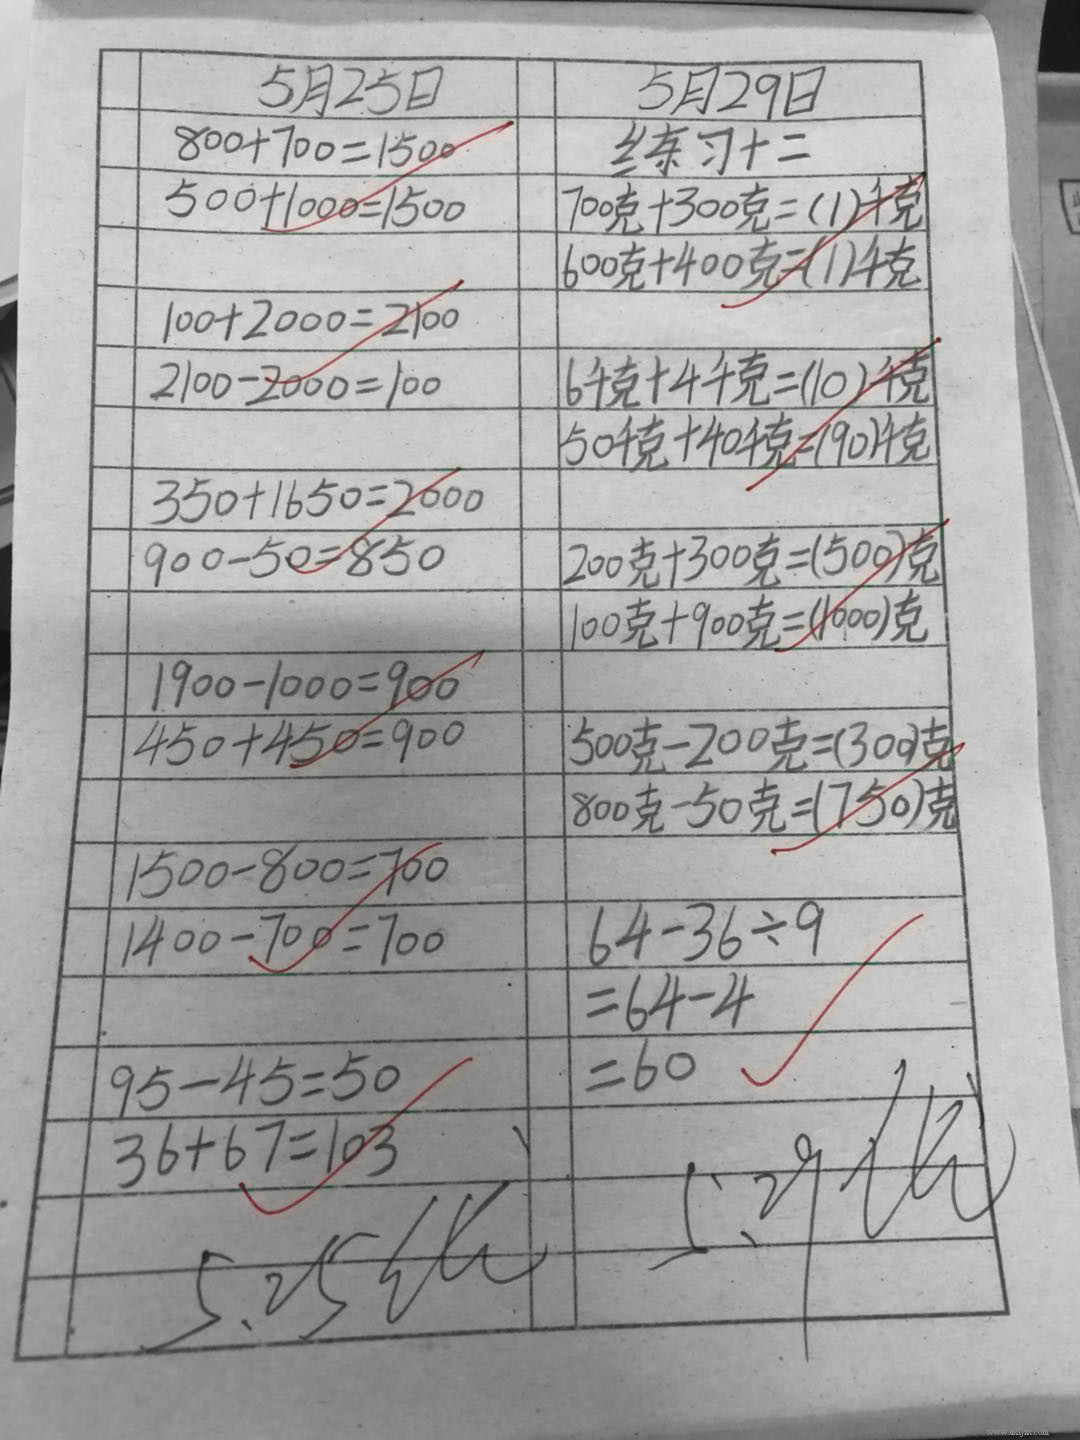 5月25日
800+700=1500
500+1000=1500
100+2000=2100
2100-2000=100
350+1650=2000
900-50=850
1900-1000=900
450+450=900
1500-800=700
1400-700=700
95-45=50
36+67=103
5.25 优
5月29日
练习十二
700克+300克=(1)千克
600克+400克=(1)千克
6千克+4千克=(10)千克
50千克+40千克=(90)千克
200克+300克=(500)克
100克+900克=(1000)克
500克-200克=(300)克
800克-50克=(750)克
64-36÷9
=64-4
=60
5.29 优